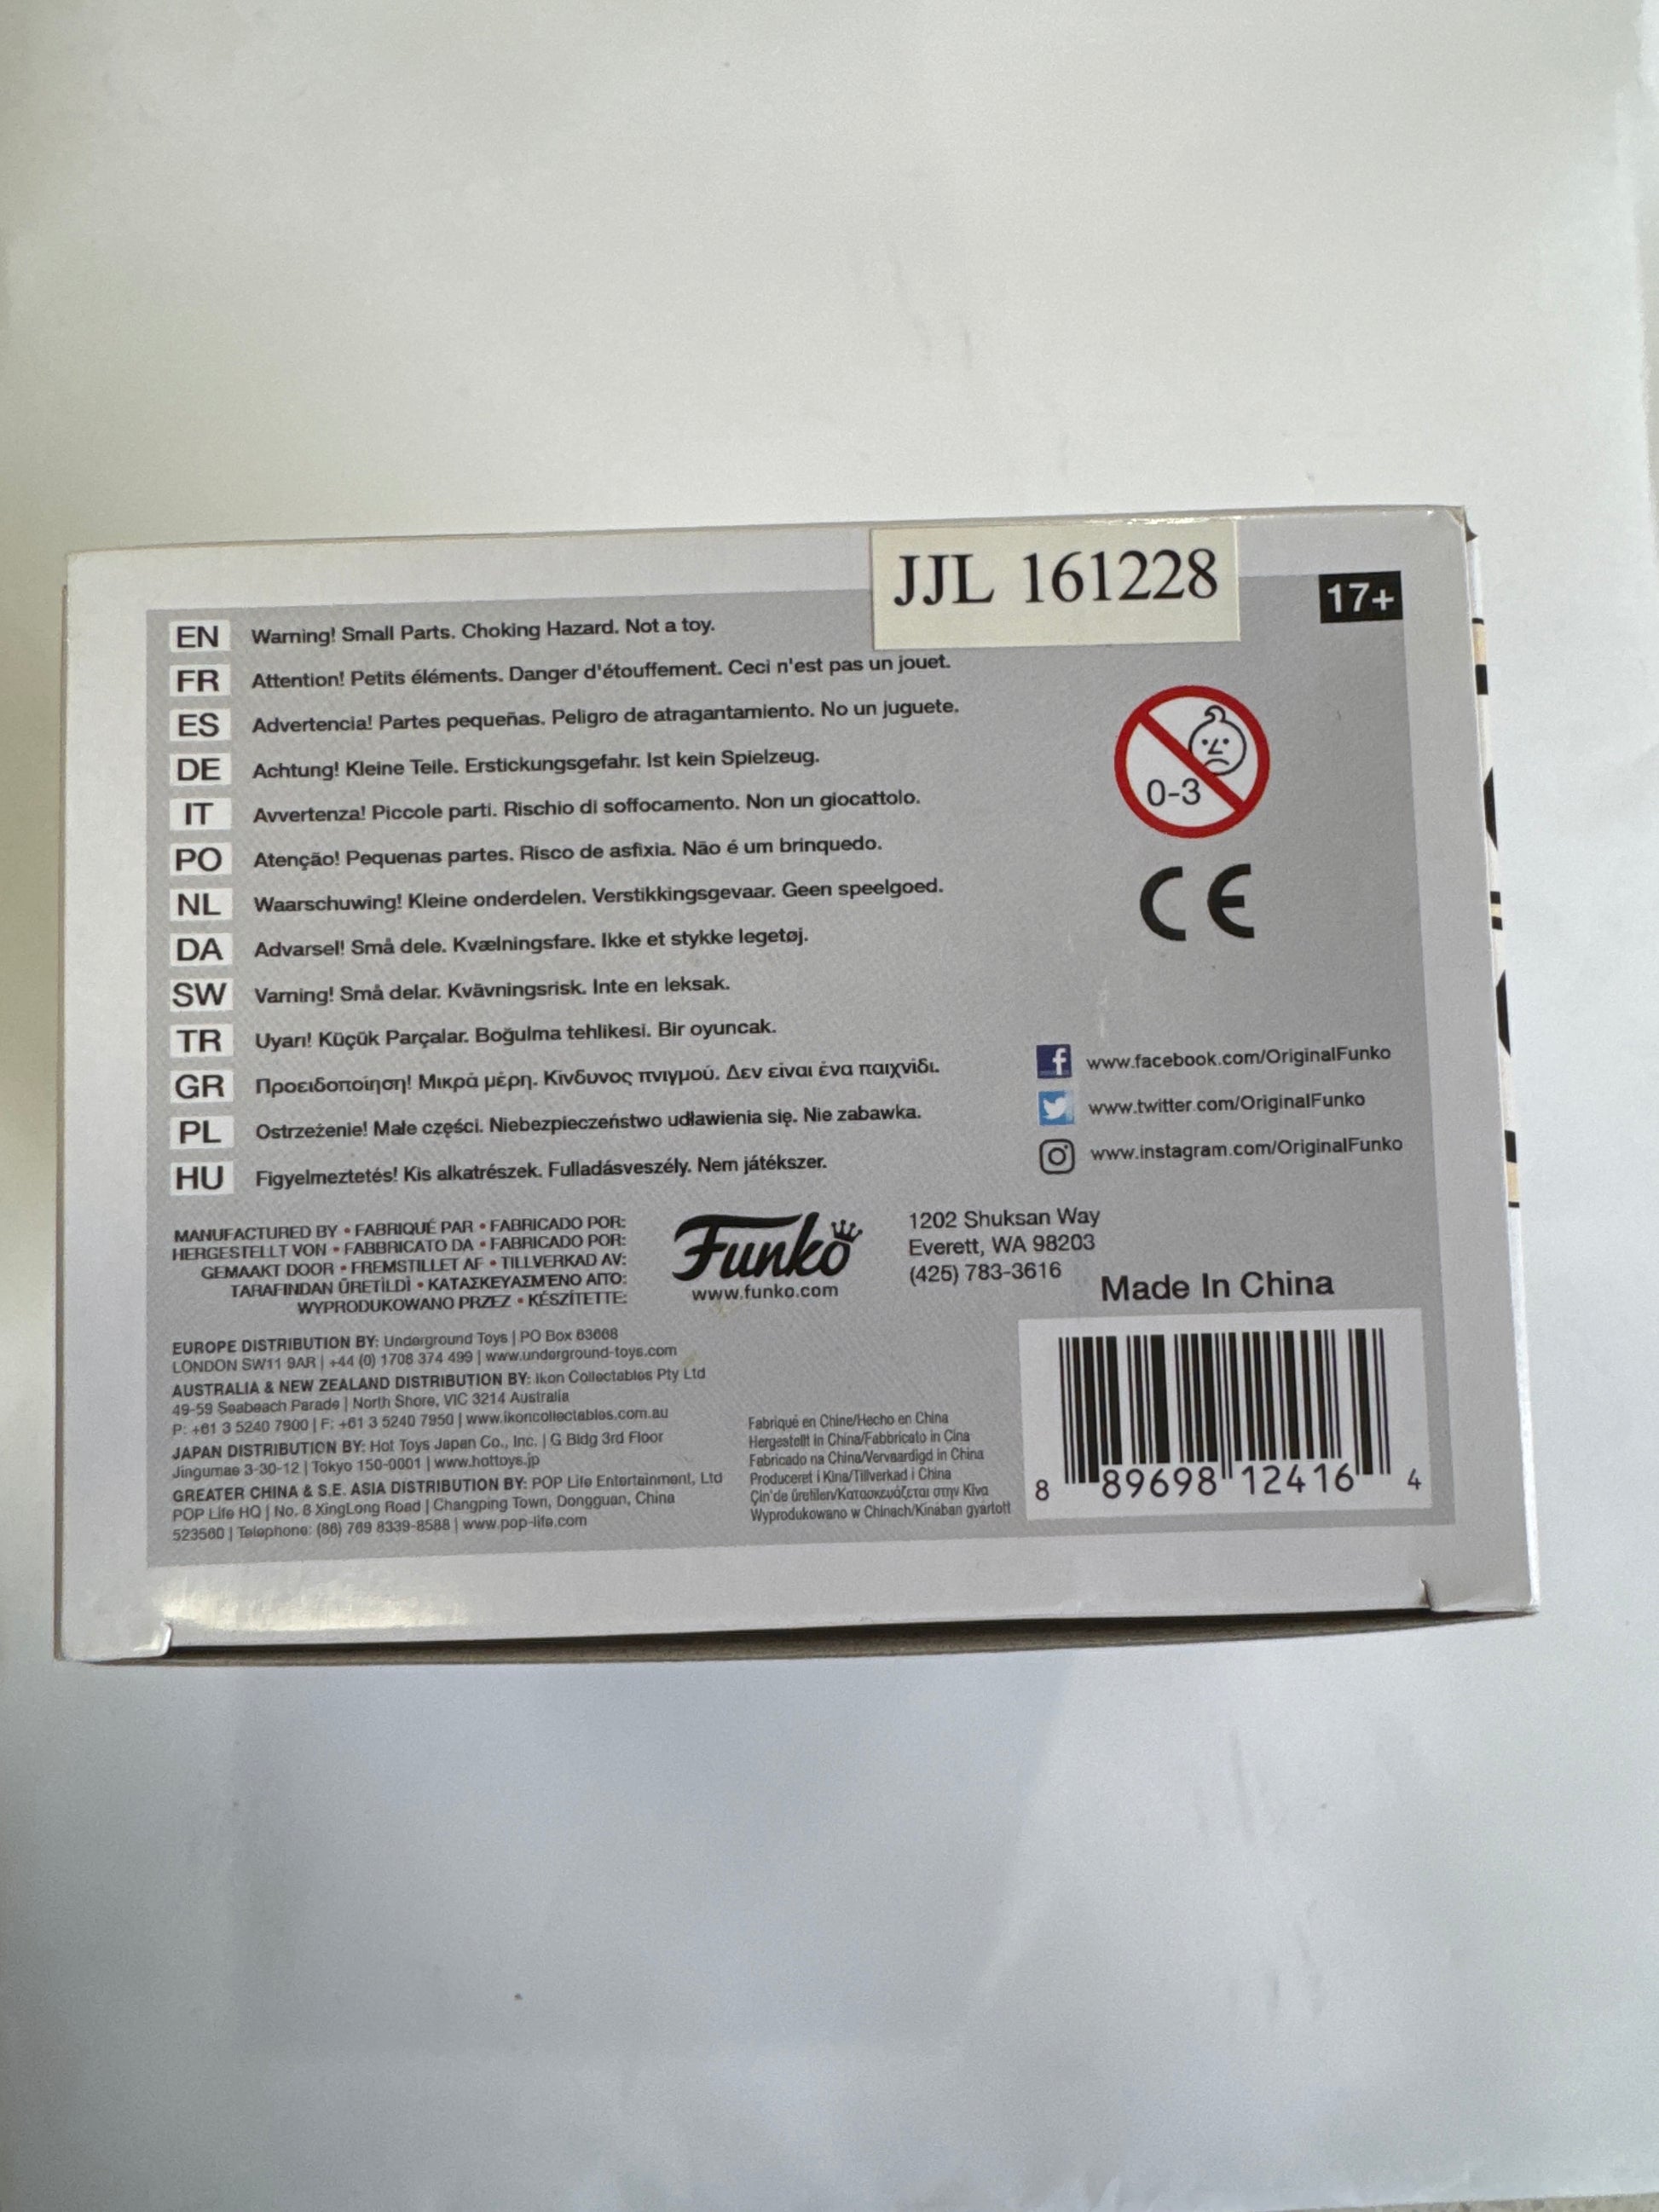 JJL 161228
17+
EN Warning! Small Parts. Choking Hazard. Not a toy.
FR Attention! Petits éléments. Danger d'étouffement. Ceci n'est pas un jouet.
ES Advertencia! Partes pequeñas. Peligro de atragantamiento. No un juguete.
DE Achtung! Kleine Teile. Erstickungsgefahr. Ist kein Spielzeug.
IT Avvertenza! Piccole parti. Rischio di soffocamento. Non un giocattolo.
PO Atenção! Pequenas partes. Risco de asfixia. Não é um brinquedo.
NL Waarschuwing! Kleine onderdelen. Verstikkingsgevaar. Geen speelgoed.
DA Advarsel! Små dele. Kvælningsfare. Ikke et stykke legetøj.
SW Varning! Små delar. Kvävningsrisk. Inte en leksak.
TR Uyarı! Küçük Parçalar. Boğulma tehlikesi. Bir oyuncak.
GR Προειδοποίηση! Μικρά μέρη. Κίνδυνος πνιγμού. Δεν είναι ένα παιχνίδι.
PL Ostrzeżenie! Małe części. Niebezpieczeństwo udławienia się. Nie zabawka.
HU Figyelmeztetés! Kis alkatrészek. Fulladásveszély. Nem játékszer.
0-3
CE
www.facebook.com/OriginalFunko
www.twitter.com/OriginalFunko
www.instagram.com/OriginalFunko
MANUFACTURED BY • FABRIQUÉ PAR • FABRICADO POR:
HERGESTELLT VON • FABBRICATO DA • FABRICADO POR:
GEMAAKT DOOR • FREMSTILLET AF • TILLVERKAD AV:
TARAFINDAN ÜRETİLDİ • ΚΑΤΑΣΚΕΥΑΣΜΈΝΟ ΑΠΌ:
WYPRODUKOWANO PRZEZ • KÉSZÍTETTE:
Funko
www.funko.com
1202 Shuksan Way
Everett, WA 98203
(425) 783-3616
Made In China
EUROPE DISTRIBUTION BY: Underground Toys | PO Box 63668
LONDON SW11 9AR | +44 (0) 1708 374 499 | www.underground-toys.com
AUSTRALIA & NEW ZEALAND DISTRIBUTION BY: Ikon Collectables Pty Ltd
49-59 Seabeach Parade | North Shore, VIC 3214 Australia
P: +61 3 5240 7900 | F: +61 3 5240 7950 | www.ikoncollectables.com.au
JAPAN DISTRIBUTION BY: Hot Toys Japan Co., Inc. | G Bldg 3rd Floor
Jingumae 3-30-12 | Tokyo 150-0001 | www.hottoys.jp
GREATER CHINA & S.E. ASIA DISTRIBUTION BY: POP Life Entertainment, Ltd
POP Life HQ | No. 8 XingLong Road | Changping Town, Dongguan, China
523560 | Telephone: (86) 769 8339-8588 | www.pop-life.com
Fabriqué en Chine/Hecho en China
Hergestellt in China/Fabbricato in Cina
Fabricado na China/Vervaardigd in China
Produceret i Kina/Tillverkad i China
Çin'de üretilen/Κατασκευάζεται στην Κίνα
Wyprodukowano w Chinach/Kínában gyártott
8 89698 12416 4